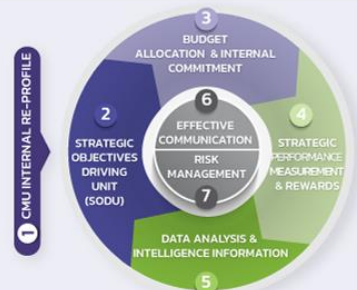 1 CMU INTERNAL RE-PROFILE
2
STRATEGIC
OBJECTIVES
DRIVING
UNIT
(SODU)
3
BUDGET
ALLOCATION & INTERNAL
COMMITMENT
4
STRATEGIC
PERFORMANCE
MEASUREMENT
& REWARDS
DATA ANALYSIS &
INTELLIGENCE INFORMATION
5
6
EFFECTIVE
COMMUNICATION
RISK
MANAGEMENT
7